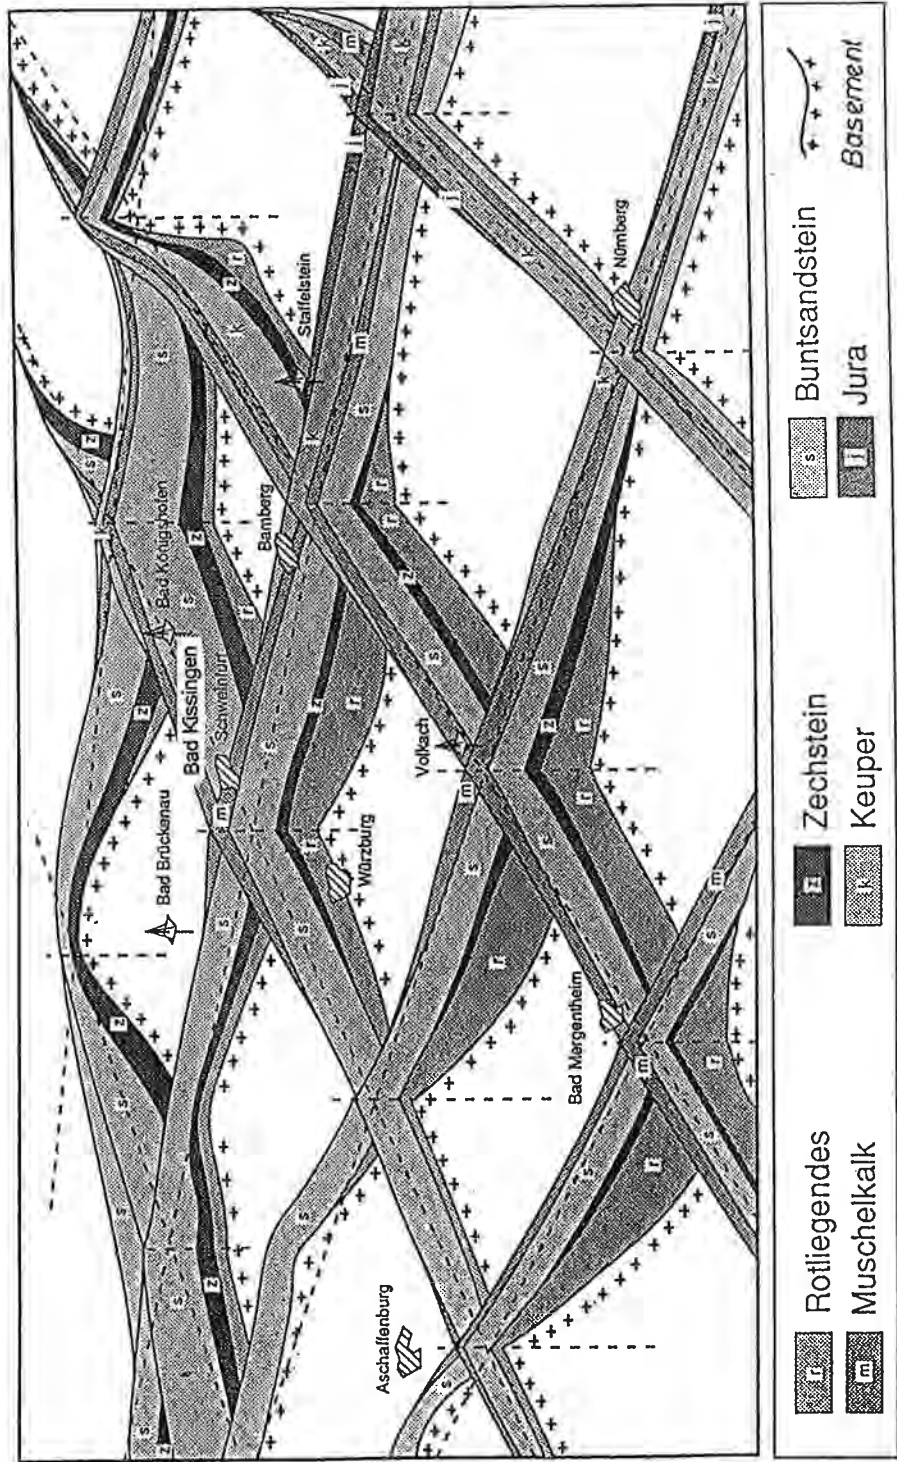 z
s
s
z
s
z
s
s
z
k
z
s
s
s
z
s
k
s
Bad Brückenau
Bad Königshofen
Bad Kissingen
s
m
Schweinfurt
z
k
r
r
z
r
s
s
s
Bamberg
Staffelstein
j
s
z
m
j
j
k
m
Würzburg
r
s
r
r
z
k
j
Aschaffenburg
s
s
Volkach
m
s
s
k
r
s
z
s
z
r
r
Bad Mergentheim
Nürnberg
k
s
r
m
s
r
m
s
k
j
r Rotliegendes
z Zechstein
s Buntsandstein
m Muschelkalk
k Keuper
j Jura
Basement